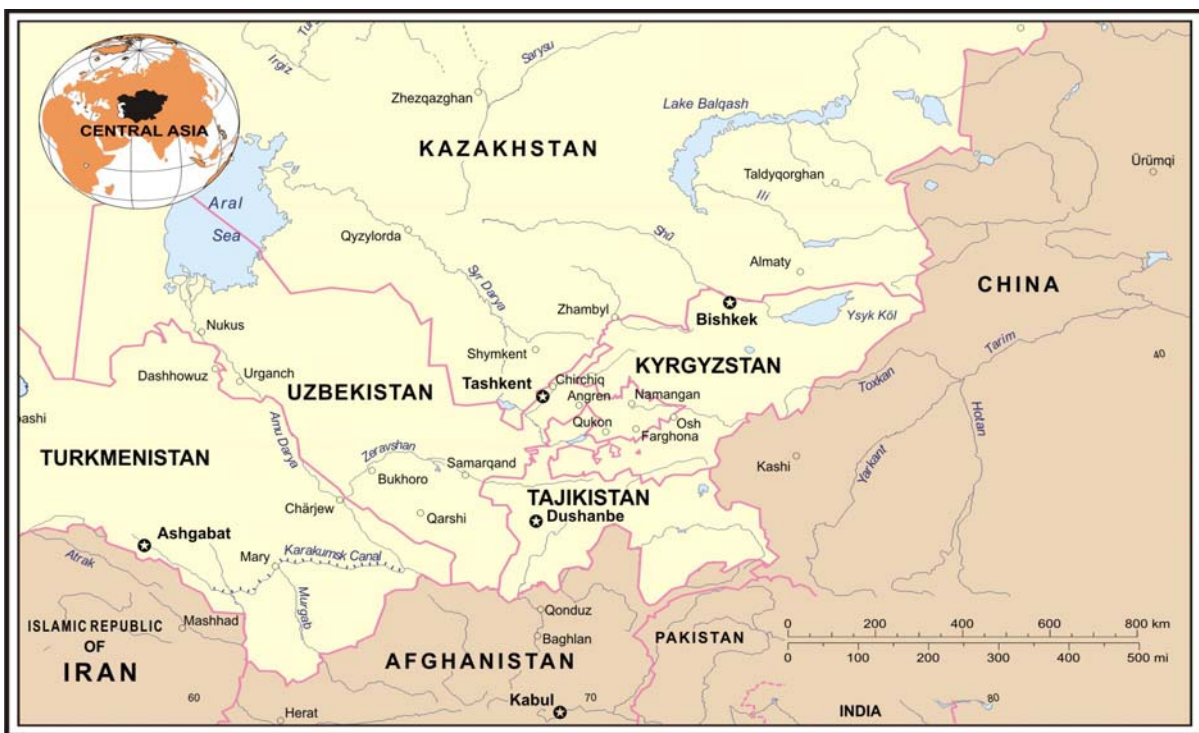 CENTRAL ASIA
Irgiz
Sarysu
Zhezqazghan
Lake Balqash
KAZAKHSTAN
Taldyqorghan
Ürümqi
Ili
Aral
Sea
Qyzylorda
Shū
Syr Darya
Almaty
CHINA
Zhambyl
Bishkek
Ysyk Köl
Nukus
Shymkent
KYRGYZSTAN
Tarim
40
Dashhowuz
Urganch
UZBEKISTAN
Tashkent
Chirchiq
Angren
Namangan
Toxkan
Hotan
Qukon
Osh
Farghona
Amu Darya
Zeravshan
TURKMENISTAN
Samarqand
Bukhoro
Kashi
Yarkant
Chärjew
Qarshi
TAJIKISTAN
Dushanbe
Ashgabat
Atrak
Mary
Karakumsk Canal
Murgab
Mashhad
Qonduz
Baghlan
ISLAMIC REPUBLIC
OF
IRAN
AFGHANISTAN
PAKISTAN
0 200 400 600 800 km
0 100 200 300 400 500 mi
60
Herat
Kabul
70
INDIA
80